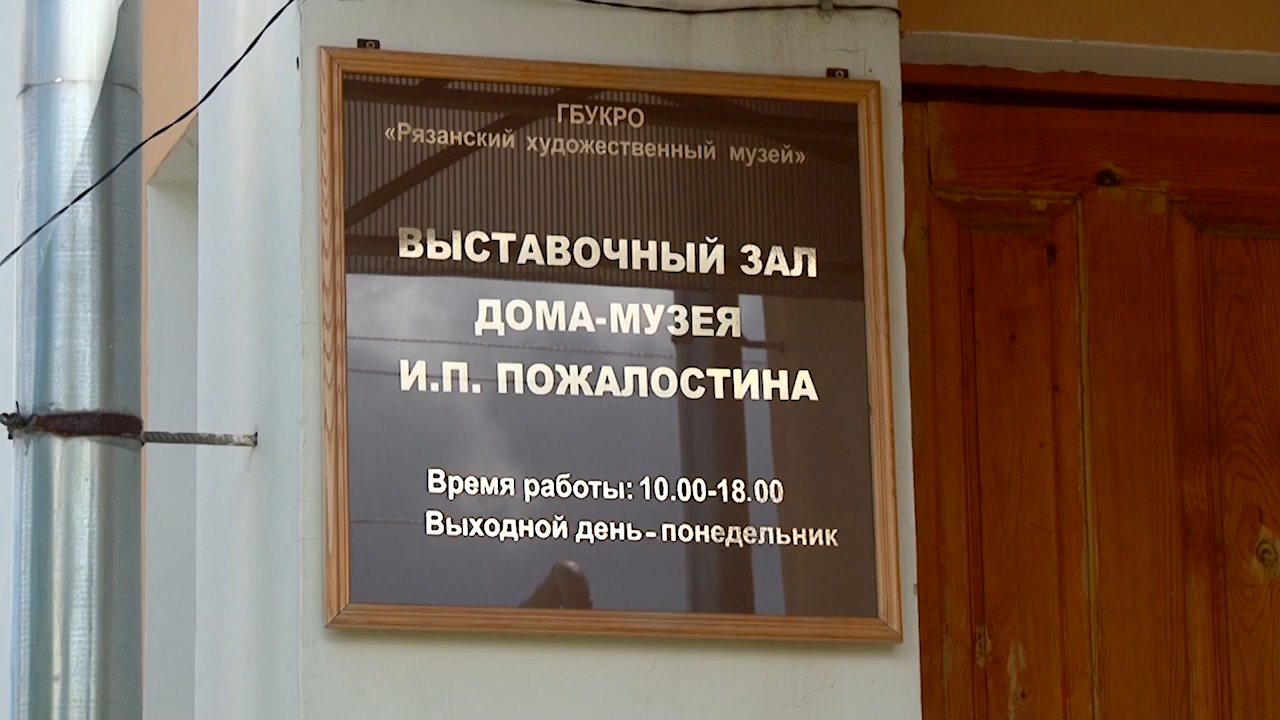 ГБУКРО
«Рязанский художественный музей»
ВЫСТАВОЧНЫЙ ЗАЛ
ДОМА-МУЗЕЯ
И.П. ПОЖАЛОСТИНА
Время работы: 10.00-18.00
Выходной день-понедельник